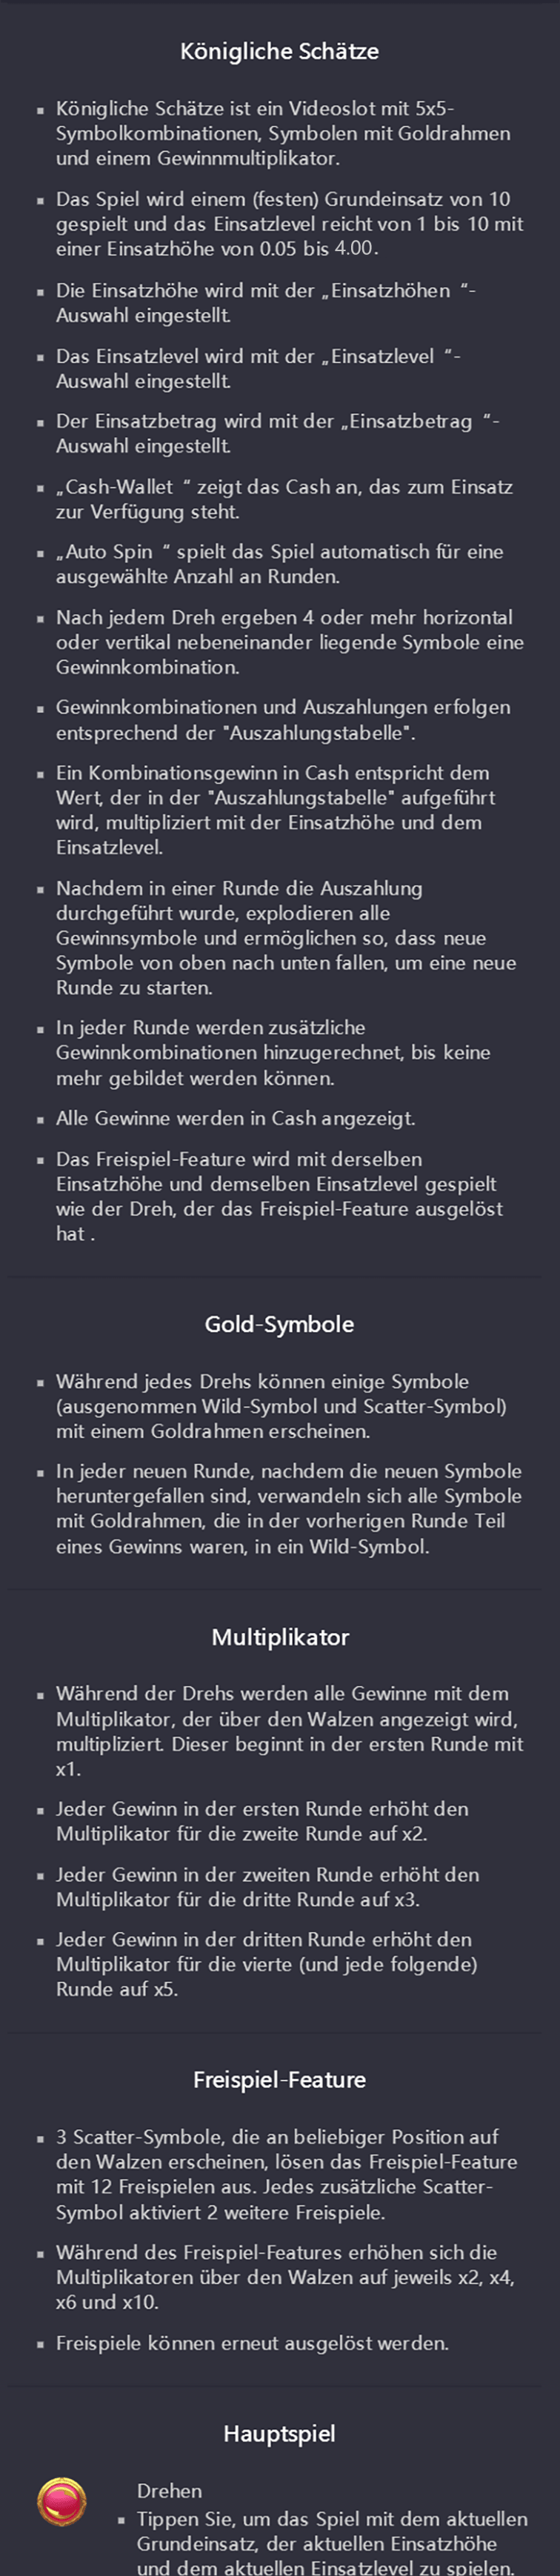 Königliche Schätze
▪ Königliche Schätze ist ein Videoslot mit 5x5-
Symbolkombinationen, Symbolen mit Goldrahmen
und einem Gewinnmultiplikator.
▪ Das Spiel wird einem (festen) Grundeinsatz von 10
gespielt und das Einsatzlevel reicht von 1 bis 10 mit
einer Einsatzhöhe von 0.05 bis 4.00.
▪ Die Einsatzhöhe wird mit der „Einsatzhöhen “-
Auswahl eingestellt.
▪ Das Einsatzlevel wird mit der „Einsatzlevel “-
Auswahl eingestellt.
▪ Der Einsatzbetrag wird mit der „Einsatzbetrag “-
Auswahl eingestellt.
▪ „Cash-Wallet “ zeigt das Cash an, das zum Einsatz
zur Verfügung steht.
▪ „Auto Spin “ spielt das Spiel automatisch für eine
ausgewählte Anzahl an Runden.
▪ Nach jedem Dreh ergeben 4 oder mehr horizontal
oder vertikal nebeneinander liegende Symbole eine
Gewinnkombination.
▪ Gewinnkombinationen und Auszahlungen erfolgen
entsprechend der "Auszahlungstabelle".
▪ Ein Kombinationsgewinn in Cash entspricht dem
Wert, der in der "Auszahlungstabelle" aufgeführt
wird, multipliziert mit der Einsatzhöhe und dem
Einsatzlevel.
▪ Nachdem in einer Runde die Auszahlung
durchgeführt wurde, explodieren alle
Gewinnsymbole und ermöglichen so, dass neue
Symbole von oben nach unten fallen, um eine neue
Runde zu starten.
▪ In jeder Runde werden zusätzliche
Gewinnkombinationen hinzugerechnet, bis keine
mehr gebildet werden können.
▪ Alle Gewinne werden in Cash angezeigt.
▪ Das Freispiel-Feature wird mit derselben
Einsatzhöhe und demselben Einsatzlevel gespielt
wie der Dreh, der das Freispiel-Feature ausgelöst
hat .
Gold-Symbole
▪ Während jedes Drehs können einige Symbole
(ausgenommen Wild-Symbol und Scatter-Symbol)
mit einem Goldrahmen erscheinen.
▪ In jeder neuen Runde, nachdem die neuen Symbole
heruntergefallen sind, verwandeln sich alle Symbole
mit Goldrahmen, die in der vorherigen Runde Teil
eines Gewinns waren, in ein Wild-Symbol.
Multiplikator
▪ Während der Drehs werden alle Gewinne mit dem
Multiplikator, der über den Walzen angezeigt wird,
multipliziert. Dieser beginnt in der ersten Runde mit
x1.
▪ Jeder Gewinn in der ersten Runde erhöht den
Multiplikator für die zweite Runde auf x2.
▪ Jeder Gewinn in der zweiten Runde erhöht den
Multiplikator für die dritte Runde auf x3.
▪ Jeder Gewinn in der dritten Runde erhöht den
Multiplikator für die vierte (und jede folgende)
Runde auf x5.
Freispiel-Feature
▪ 3 Scatter-Symbole, die an beliebiger Position auf
den Walzen erscheinen, lösen das Freispiel-Feature
mit 12 Freispielen aus. Jedes zusätzliche Scatter-
Symbol aktiviert 2 weitere Freispiele.
▪ Während des Freispiel-Features erhöhen sich die
Multiplikatoren über den Walzen auf jeweils x2, x4,
x6 und x10.
▪ Freispiele können erneut ausgelöst werden.
Hauptspiel
Drehen
▪ Tippen Sie, um das Spiel mit dem aktuellen
Grundeinsatz, der aktuellen Einsatzhöhe
und dem aktuellen Einsatzlevel zu spielen.